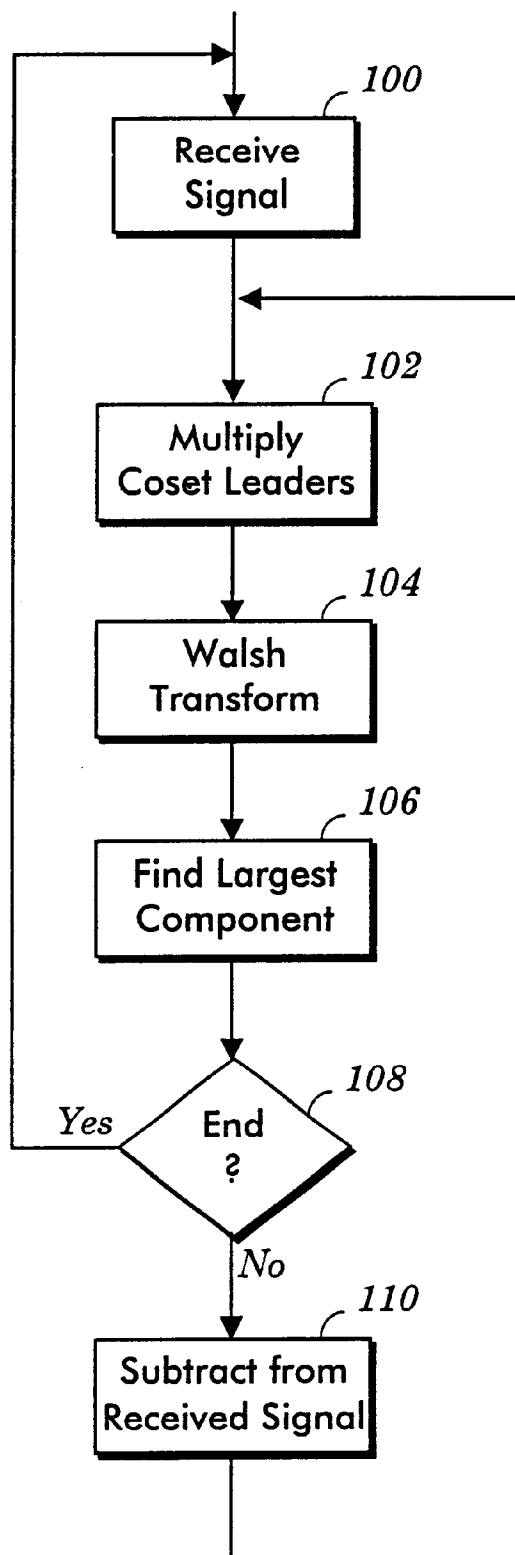 100
Receive
Signal
102
Multiply
Coset Leaders
104
Walsh
Transform
106
Find Largest
Component
108
Yes
End
?
No
110
Subtract from
Received Signal